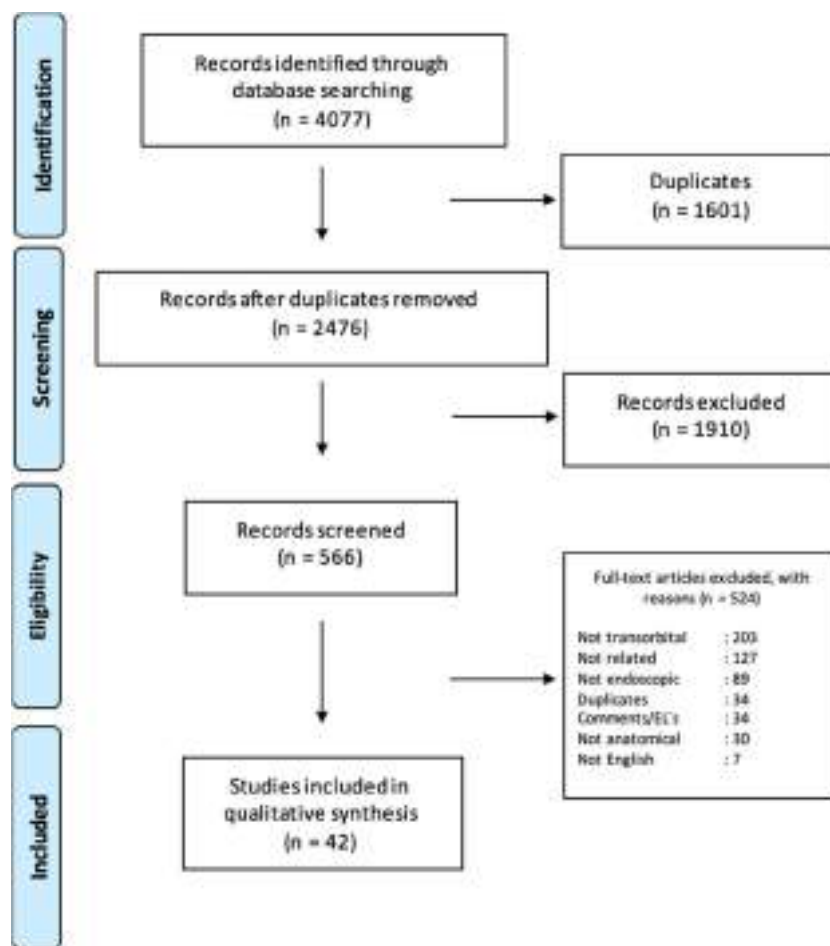 Identification
Records identified through
database searching
(n = 4077)
Duplicates
(n = 1601)
Screening
Records after duplicates removed
(n = 2476)
Records excluded
(n = 1910)
Eligibility
Records screened
(n = 566)
Full-text articles excluded, with
reasons (n = 524)
Not transorbital : 203
Not related : 127
Not endoscopic : 89
Duplicates : 34
Comments/EL's : 34
Not anatomical : 30
Not English : 7
Included
Studies included in
qualitative synthesis
(n = 42)